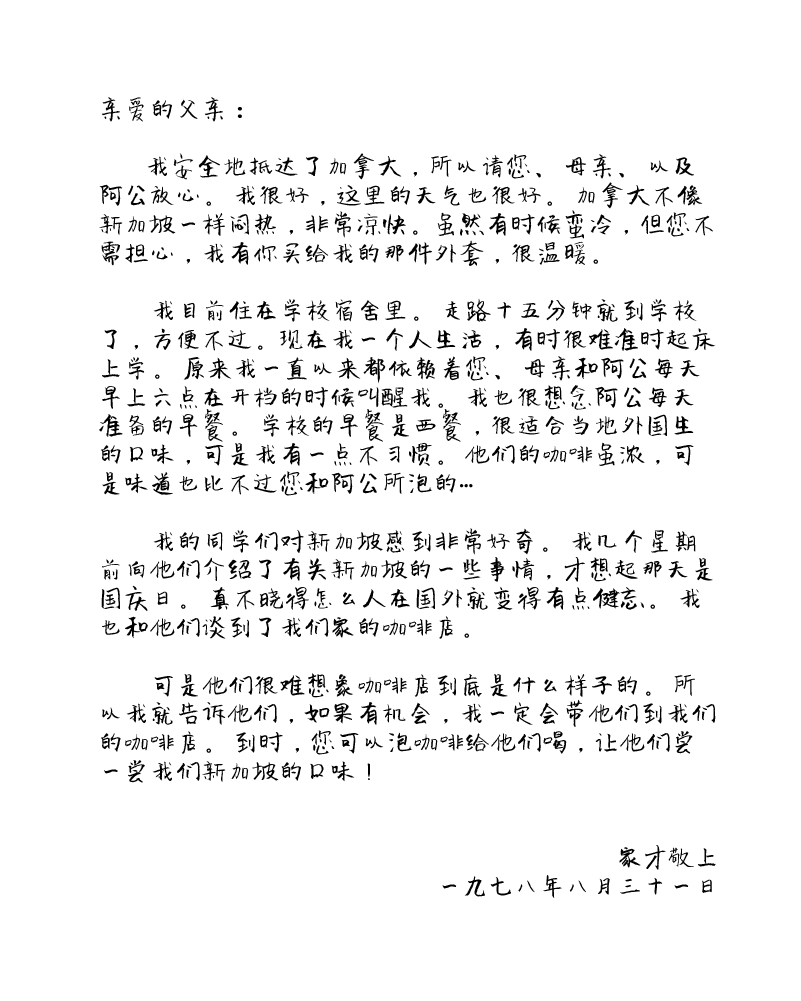 亲爱的父亲：
我安全地抵达了加拿大，所以请您、母亲、以及
阿公放心。我很好，这里的天气也很好。加拿大不像
新加坡一样闷热，非常凉快。虽然有时候蛮冷，但您不
需担心，我有你买给我的那件外套，很温暖。
我目前住在学校宿舍里。走路十五分钟就到学校
了，方便不过。现在我一个人生活，有时很难准时起床
上学。原来我一直以来都依赖着您、母亲和阿公每天
早上六点在开档的时候叫醒我。我也很想念阿公每天
准备的早餐。学校的早餐是西餐，很适合当地外国生
的口味，可是我有一点不习惯。他们的咖啡虽浓，可
是味道也比不过您和阿公所泡的…
我的同学们对新加坡感到非常好奇。我几个星期
前向他们介绍了有关新加坡的一些事情，才想起那天是
国庆日。真不晓得怎么人在国外就变得有点健忘。我
也和他们谈到了我们家的咖啡店。
可是他们很难想象咖啡店到底是什么样子的。所
以我就告诉他们，如果有机会，我一定会带他们到我们
的咖啡店。到时，您可以泡咖啡给他们喝，让他们尝
一尝我们新加坡的口味！
家才敬上
一九七八年八月三十一日